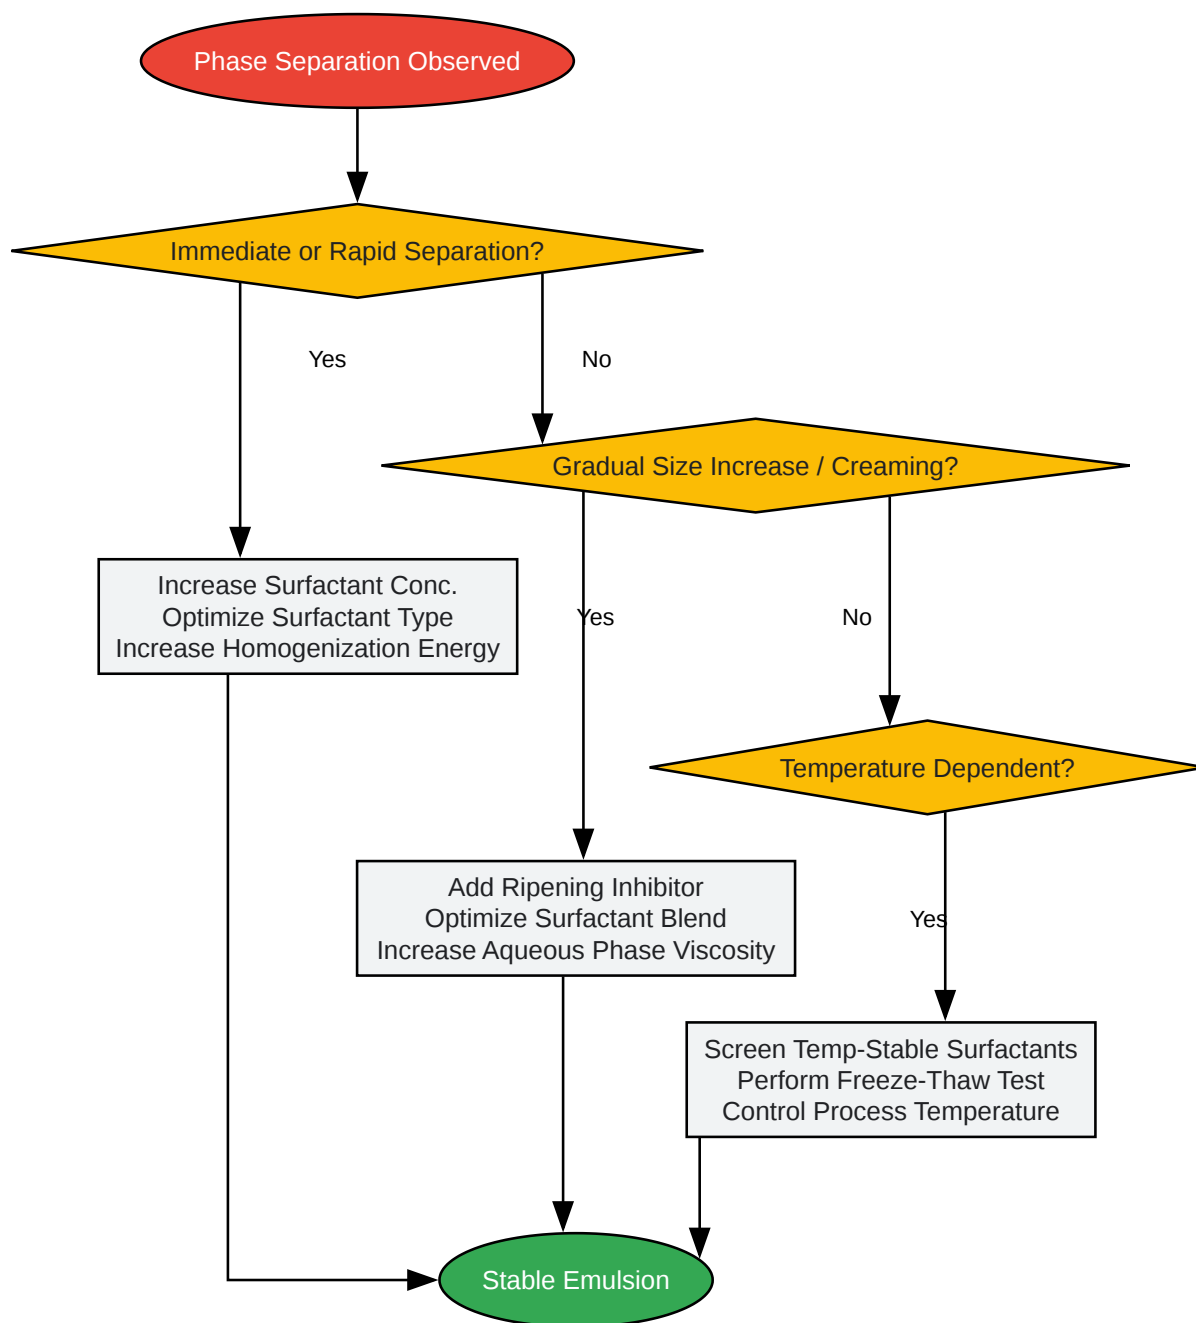 Phase Separation Observed
Immediate or Rapid Separation?
Yes
No
Gradual Size Increase / Creaming?
Increase Surfactant Conc.
Optimize Surfactant Type
Increase Homogenization Energy
Yes
No
Temperature Dependent?
Add Ripening Inhibitor
Optimize Surfactant Blend
Increase Aqueous Phase Viscosity
Yes
Screen Temp-Stable Surfactants
Perform Freeze-Thaw Test
Control Process Temperature
Stable Emulsion